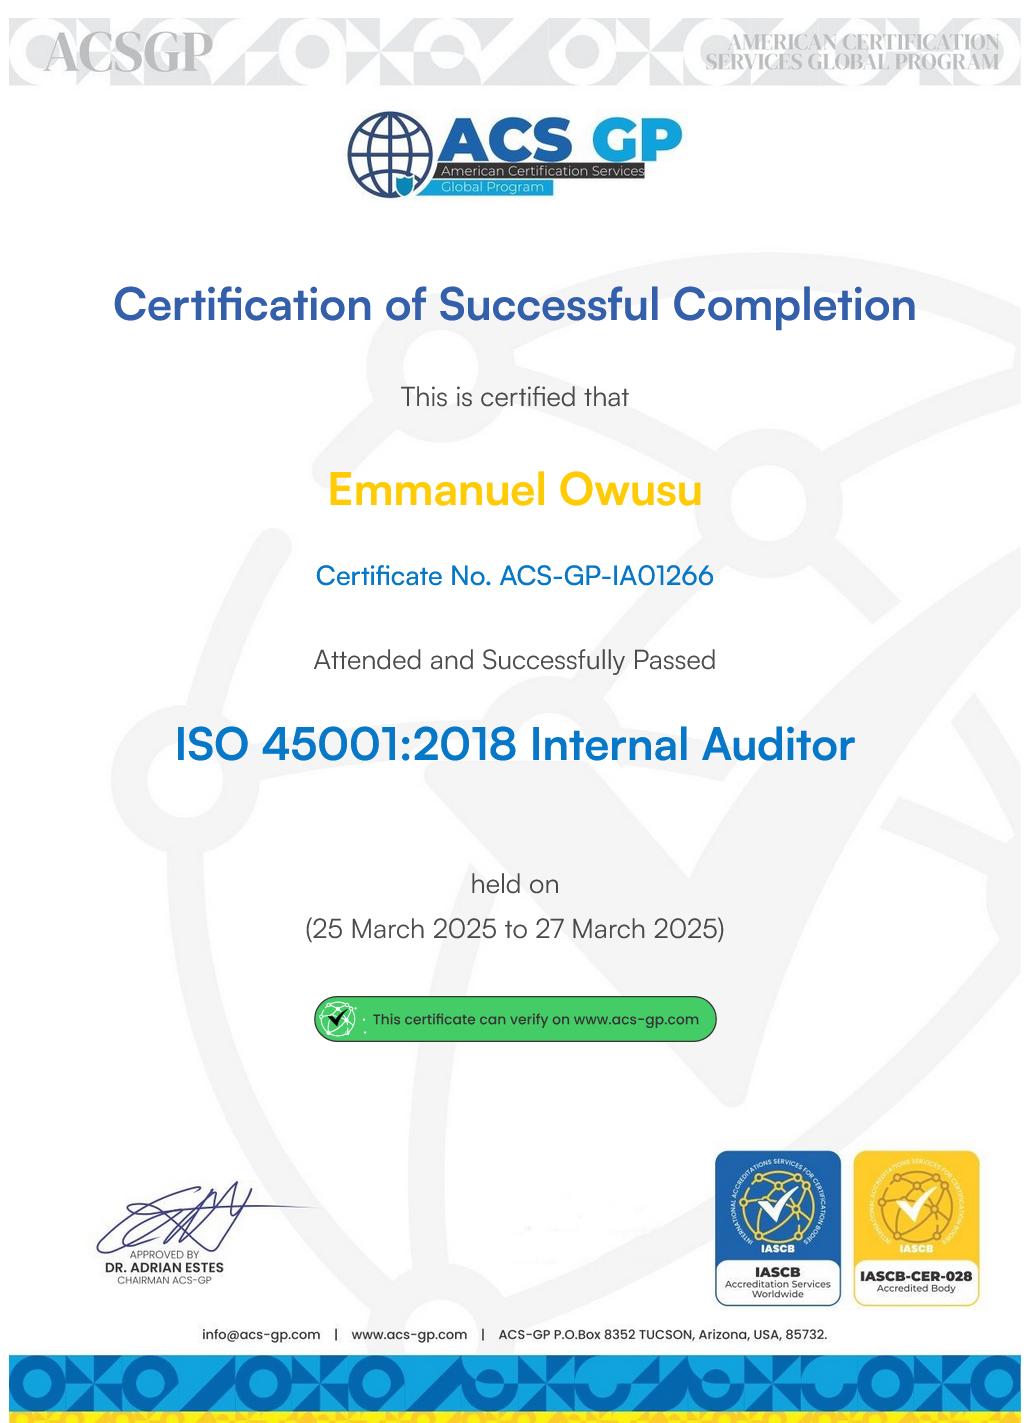 ACSGP
AMERICAN CERTIFICATION
SERVICES GLOBAL PROGRAM
ACS GP
American Certification Services
Global Program
Certification of Successful Completion
This is certified that
Emmanuel Owusu
Certificate No. ACS-GP-IA01266
Attended and Successfully Passed
ISO 45001:2018 Internal Auditor
held on
(25 March 2025 to 27 March 2025)
This certificate can verify on www.acs-gp.com
APPROVED BY
DR. ADRIAN ESTES
CHAIRMAN ACS-GP
INTERNATIONAL ACCREDITATIONS SERVICES FOR CERTIFICATION BODIES
IASCB
IASCB
Accreditation Services
Worldwide
INTERNATIONAL ACCREDITATIONS SERVICES FOR CERTIFICATION BODIES
IASCB
IASCB-CER-028
Accredited Body
info@acs-gp.com | www.acs-gp.com | ACS-GP P.O.Box 8352 TUCSON, Arizona, USA, 85732.